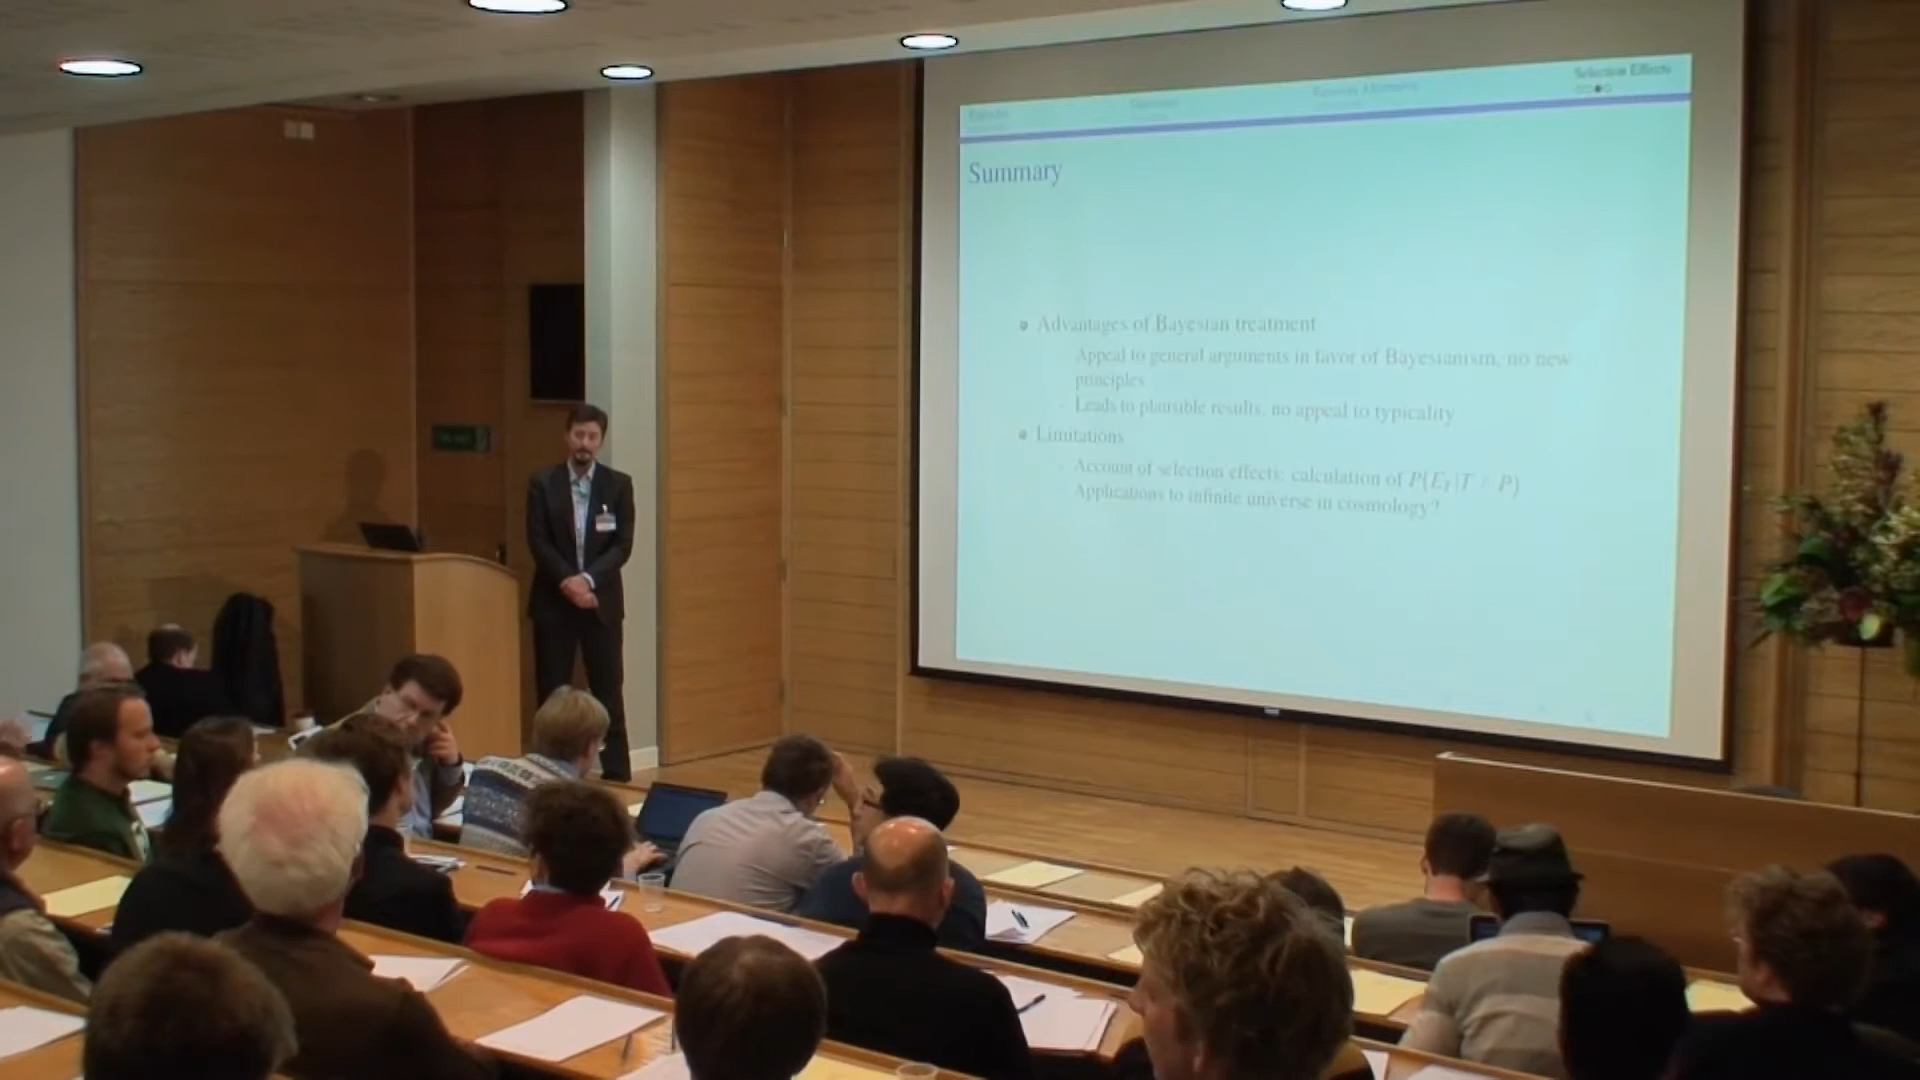 Selection Effects
Summary
Advantages of Bayesian treatment
Appeal to general arguments in favor of Bayesianism, no new
principles
Leads to plausible results, no appeal to typicality
Limitations
Account of selection effects: calculation of P(E_I|T ∧ P)
Applications to infinite universe in cosmology?